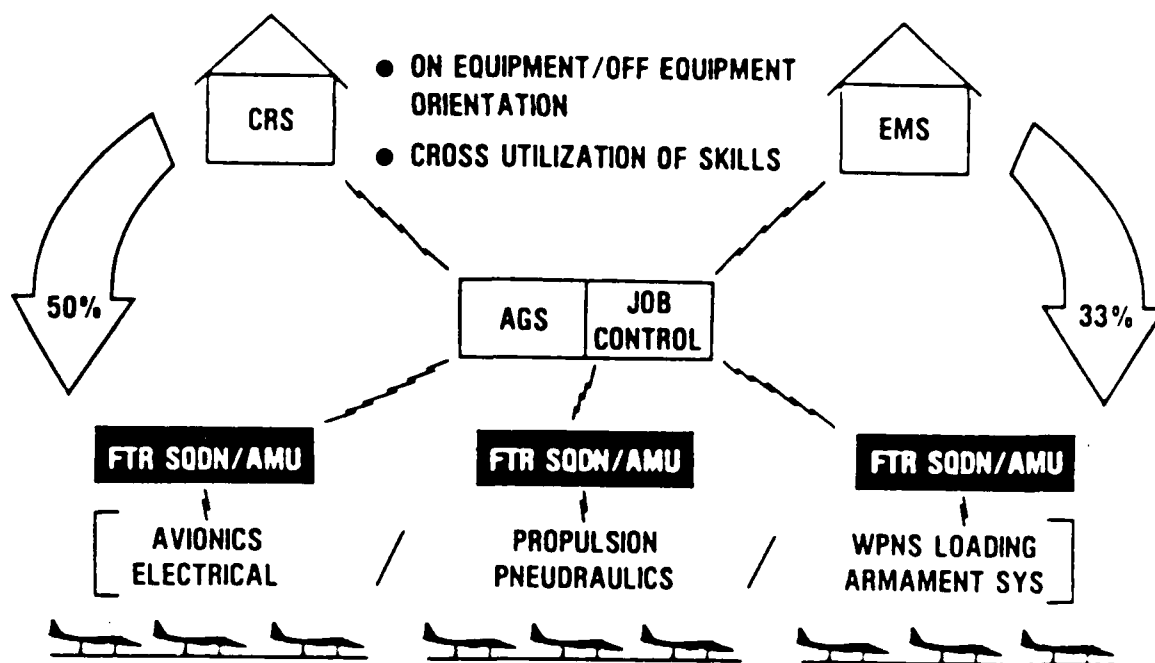 CRS
● ON EQUIPMENT/OFF EQUIPMENT
ORIENTATION
● CROSS UTILIZATION OF SKILLS
EMS
50%
AGS
JOB
CONTROL
33%
FTR SQDN/AMU
FTR SQDN/AMU
FTR SQDN/AMU
AVIONICS
ELECTRICAL
/
PROPULSION
PNEUDRAULICS
/
WPNS LOADING
ARMAMENT SYS